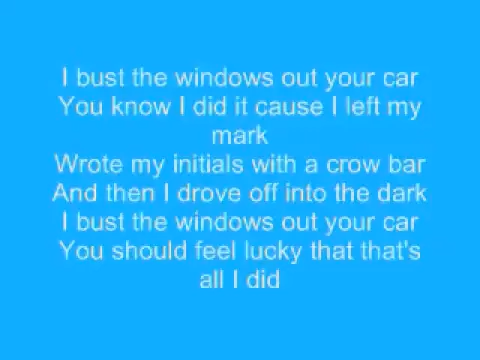 I bust the windows out your car
You know I did it cause I left my
mark
Wrote my initials with a crow bar
And then I drove off into the dark
I bust the windows out your car
You should feel lucky that that's
all I did